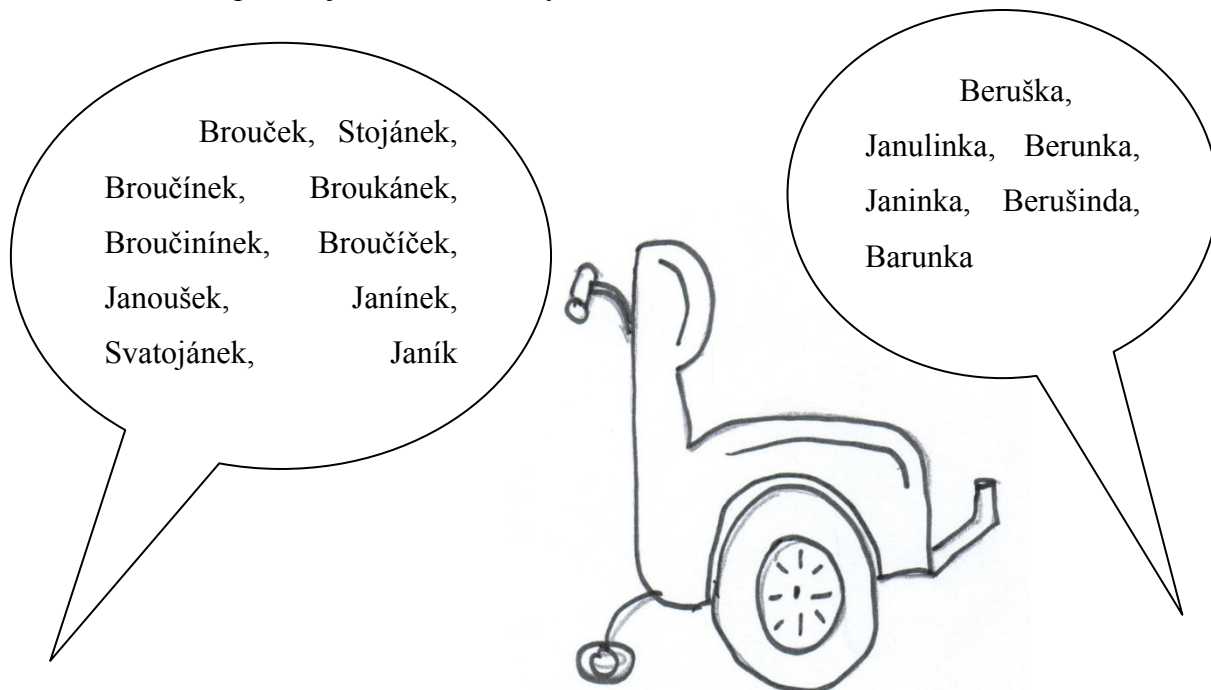 Brouček, Stojánek,
Broučínek, Broukánek,
Broučinínek, Broučíček,
Janoušek, Janínek,
Svatojánek, Janík
Beruška,
Janulinka, Berunka,
Janinka, Berušinda,
Barunka